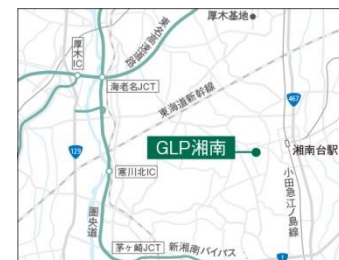 厚木基地
厚木IC
東名高速道路
海老名JCT
東海道新幹線
467
129
GLP湘南
湘南台駅
小田急江ノ島線
寒川北IC
圏央道
茅ヶ崎JCT
新湘南バイパス
1